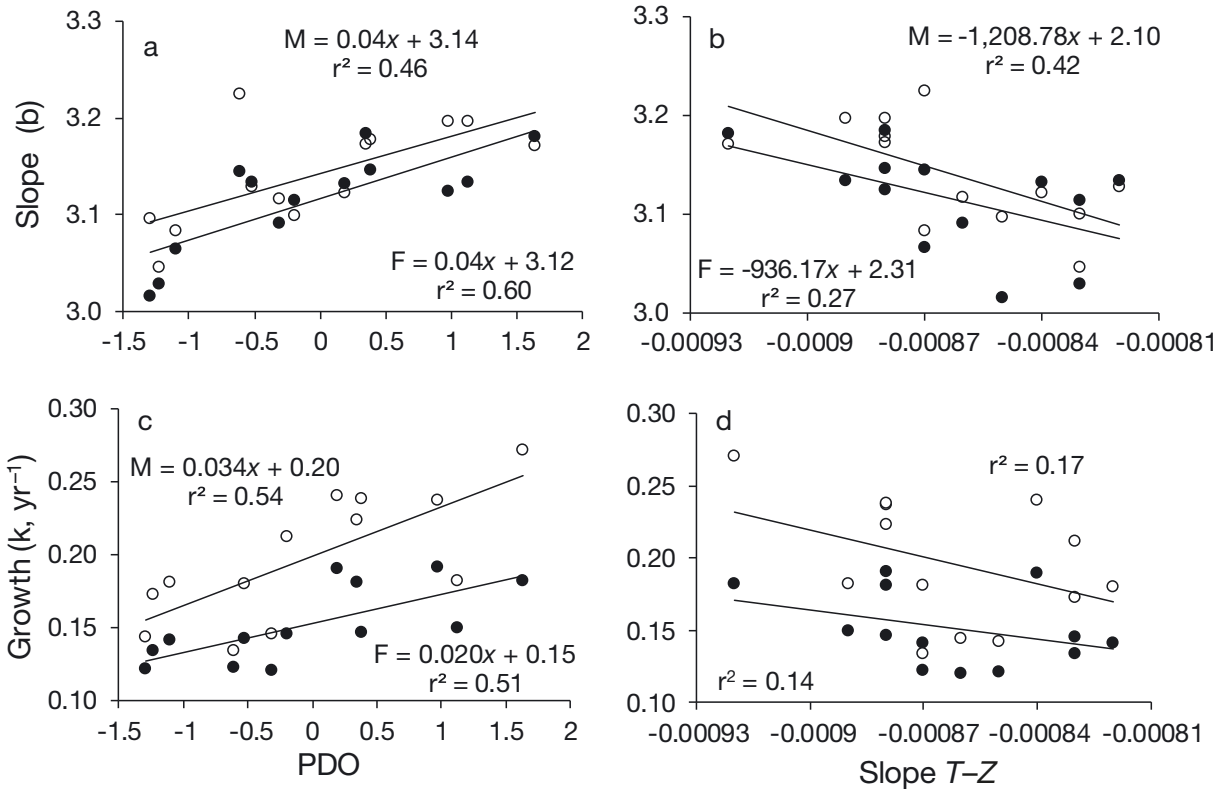 a
M = 0.04x + 3.14
r² = 0.46
F = 0.04x + 3.12
r² = 0.60
Slope (b)
3.3
3.2
3.1
3.0
-1.5 -1 -0.5 0 0.5 1 1.5 2
b
M = -1,208.78x + 2.10
r² = 0.42
F = -936.17x + 2.31
r² = 0.27
3.3
3.2
3.1
3.0
-0.00093 -0.0009 -0.00087 -0.00084 -0.00081
c
M = 0.034x + 0.20
r² = 0.54
F = 0.020x + 0.15
r² = 0.51
Growth (k, yr⁻¹)
0.30
0.25
0.20
0.15
0.10
-1.5 -1 -0.5 0 0.5 1 1.5 2
PDO
d
r² = 0.17
r² = 0.14
0.30
0.25
0.20
0.15
0.10
-0.00093 -0.0009 -0.00087 -0.00084 -0.00081
Slope T–Z